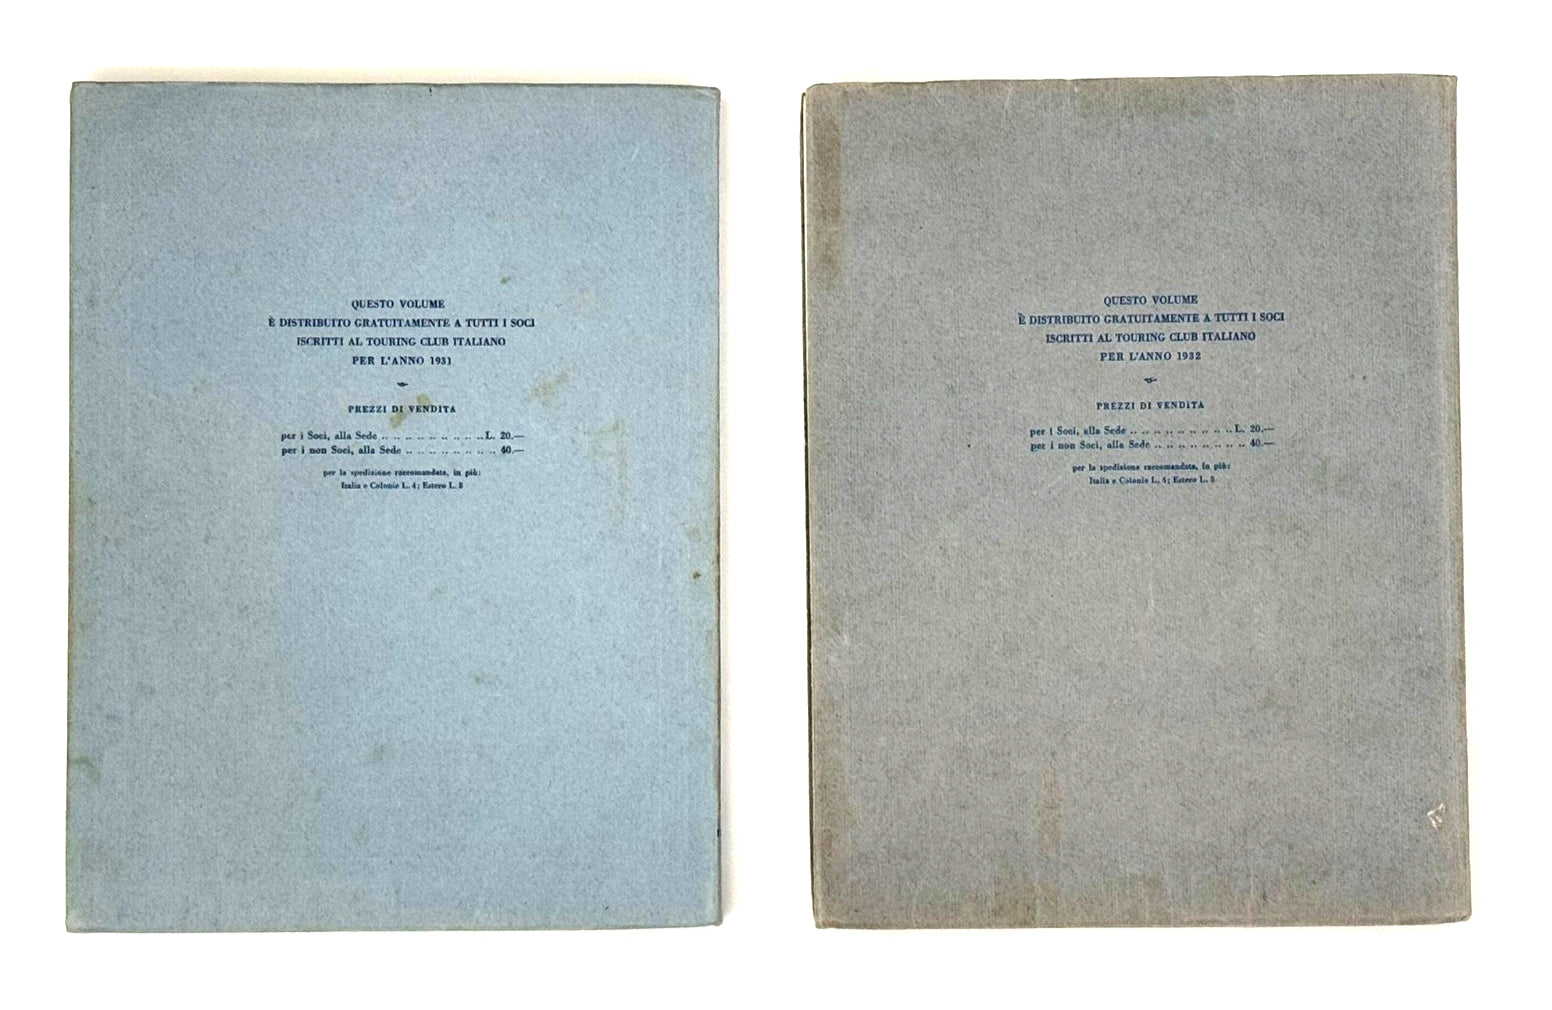 QUESTO VOLUME
È DISTRIBUITO GRATUITAMENTE A TUTTI I SOCI
ISCRITTI AL TOURING CLUB ITALIANO
PER L'ANNO 1931
PREZZI DI VENDITA
per i Soci, alla Sede .. .. .. .. .. .. .. .. .. L. 20.—
per i non Soci, alla Sede .. .. .. .. .. .. .. .. 40.—
per la spedizione raccomandata, in più:
Italia e Colonie L. 4; Estero L. 8
QUESTO VOLUME
È DISTRIBUITO GRATUITAMENTE A TUTTI I SOCI
ISCRITTI AL TOURING CLUB ITALIANO
PER L'ANNO 1932
PREZZI DI VENDITA
per i Soci, alla Sede .. .. .. .. .. .. .. .. .. L. 20.—
per i non Soci, alla Sede .. .. .. .. .. .. .. .. 40.—
per la spedizione raccomandata, in più:
Italia e Colonie L. 4; Estero L. 8